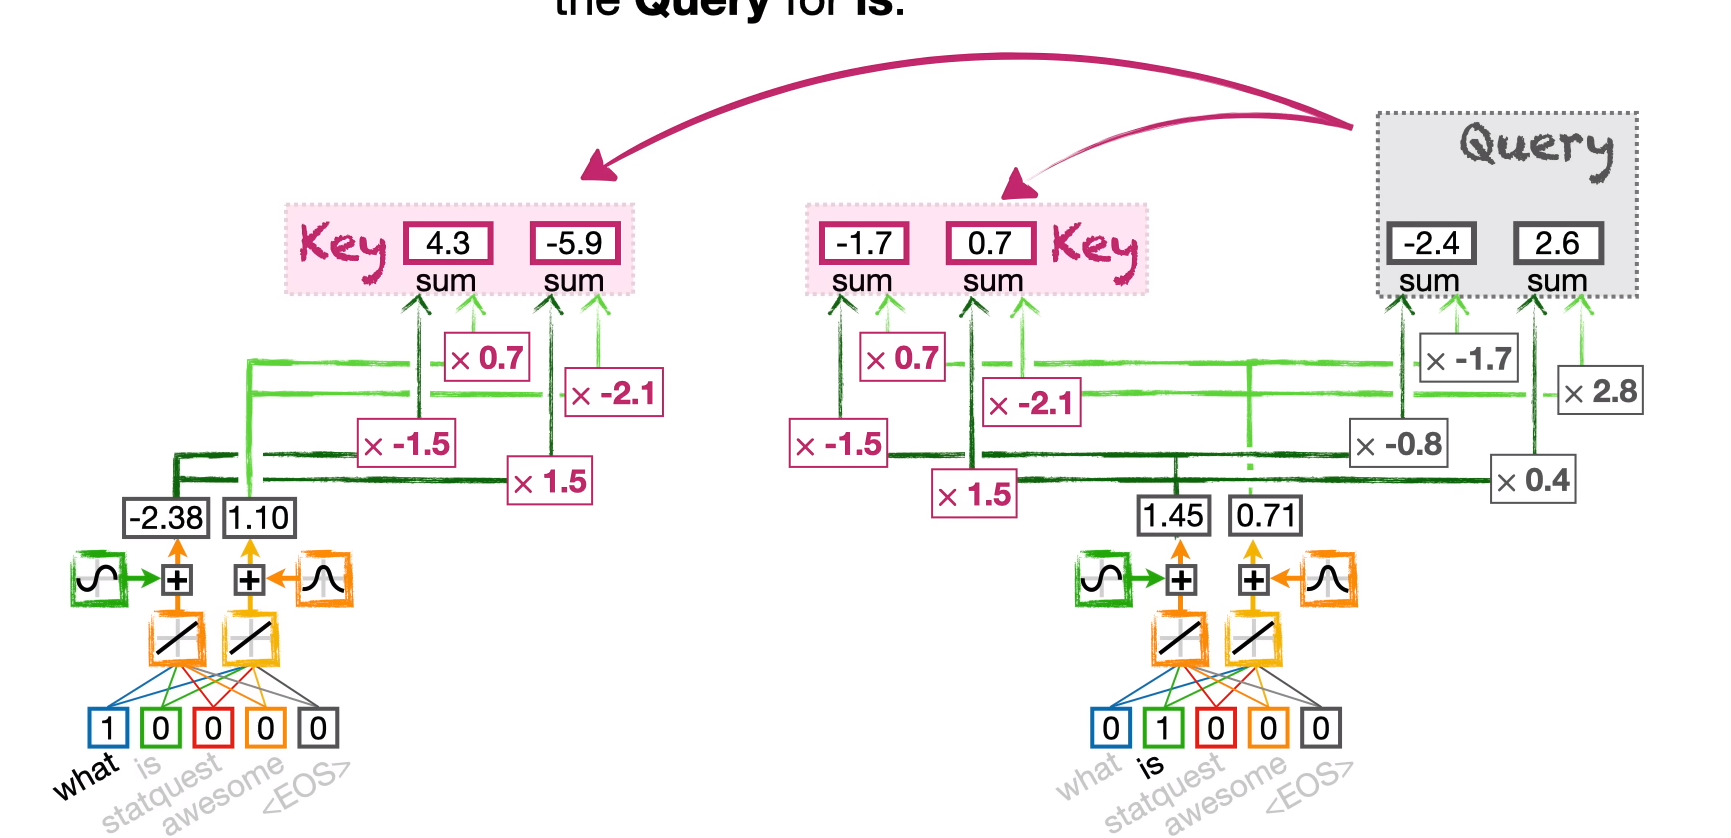 the Query for is.
Query
Key 4.3 -5.9
sum sum
-1.7 0.7 Key
sum sum
-2.4 2.6
sum sum
× 0.7
× -2.1
× -1.5
× 1.5
× 0.7
× -2.1
× -1.5
× 1.5
× -1.7
× 2.8
× -0.8
× 0.4
-2.38 1.10
1.45 0.71
+ +
+ +
1 0 0 0 0
what
is
statquest
awesome
<EOS>
0 1 0 0 0
what
is
statquest
awesome
<EOS>